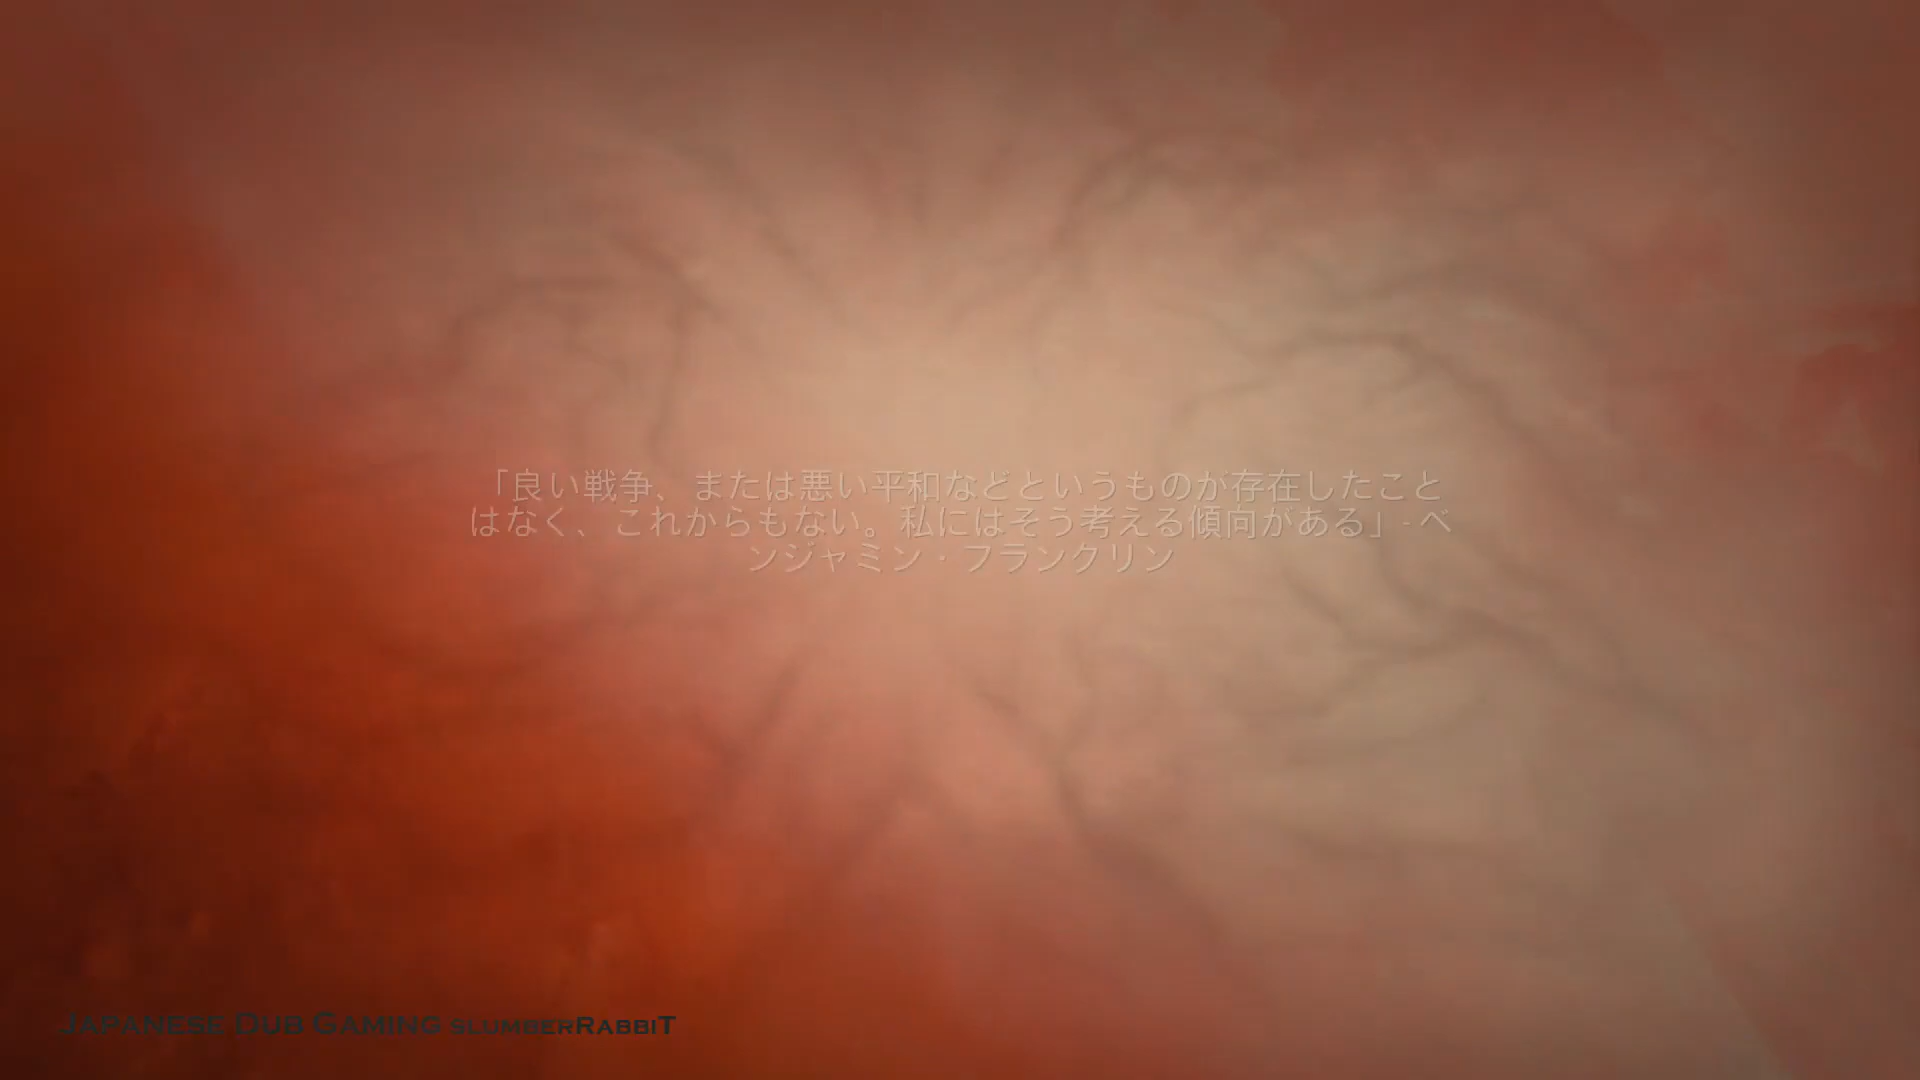 「良い戦争、または悪い平和などというものが存在したこと
はなく、これからもない。私にはそう考える傾向がある」- ベ
ンジャミン・フランクリン
JAPANESE DUB GAMING SLUMBERRABBIT